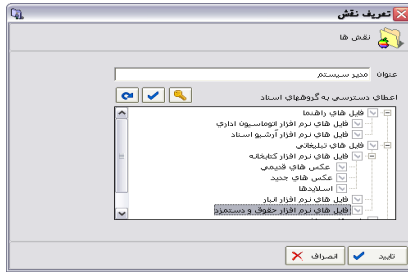 تعریف نقش
نقش ها
عنوان
مدیر سیستم
اعطای دسترسی به گروههای اسناد
فایل های راهنما
فایل های نرم افزار اتوماسیون اداری
فایل های نرم افزار آرشیو اسناد
فایل های تبلیغاتی
فایل های نرم افزار کتابخانه
عکس های قدیمی
عکس های جدید
اسلایدها
فایل های نرم افزار انبار
فایل های نرم افزار حقوق و دستمزد
تایید
انصراف